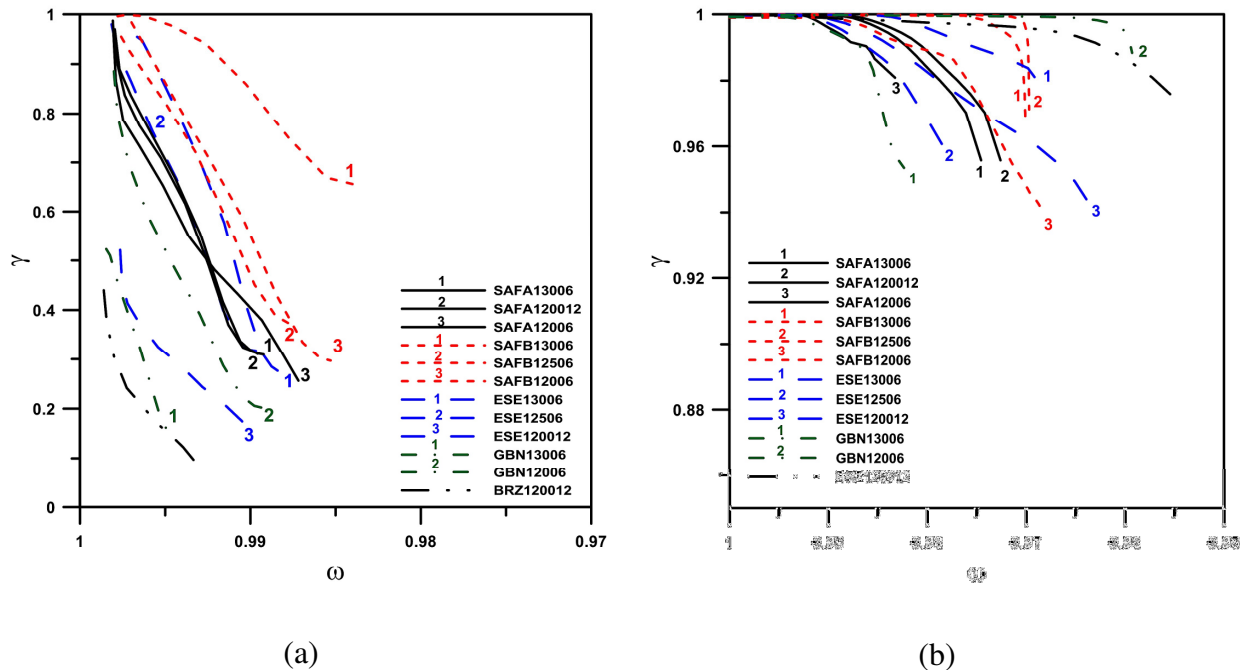 1
0.8
0.6
0.4
0.2
0
γ
1
0.99
0.98
0.97
ω
1
2
1
2
1
3
2
1
3
2
3
1
2
3
1
SAFA13006
2
SAFA120012
3
SAFA12006
1
SAFB13006
2
SAFB12506
3
SAFB12006
1
ESE13006
2
ESE12506
3
ESE120012
1
GBN13006
2
GBN12006
BRZ120012
(a)
1
0.96
0.92
0.88
γ
1
3
1
1
2
2
2
1
1
2
3
3
1
SAFA13006
2
SAFA120012
3
SAFA12006
1
SAFB13006
2
SAFB12506
3
SAFB12006
1
ESE13006
2
ESE12506
3
ESE120012
1
GBN13006
2
GBN12006
(b)